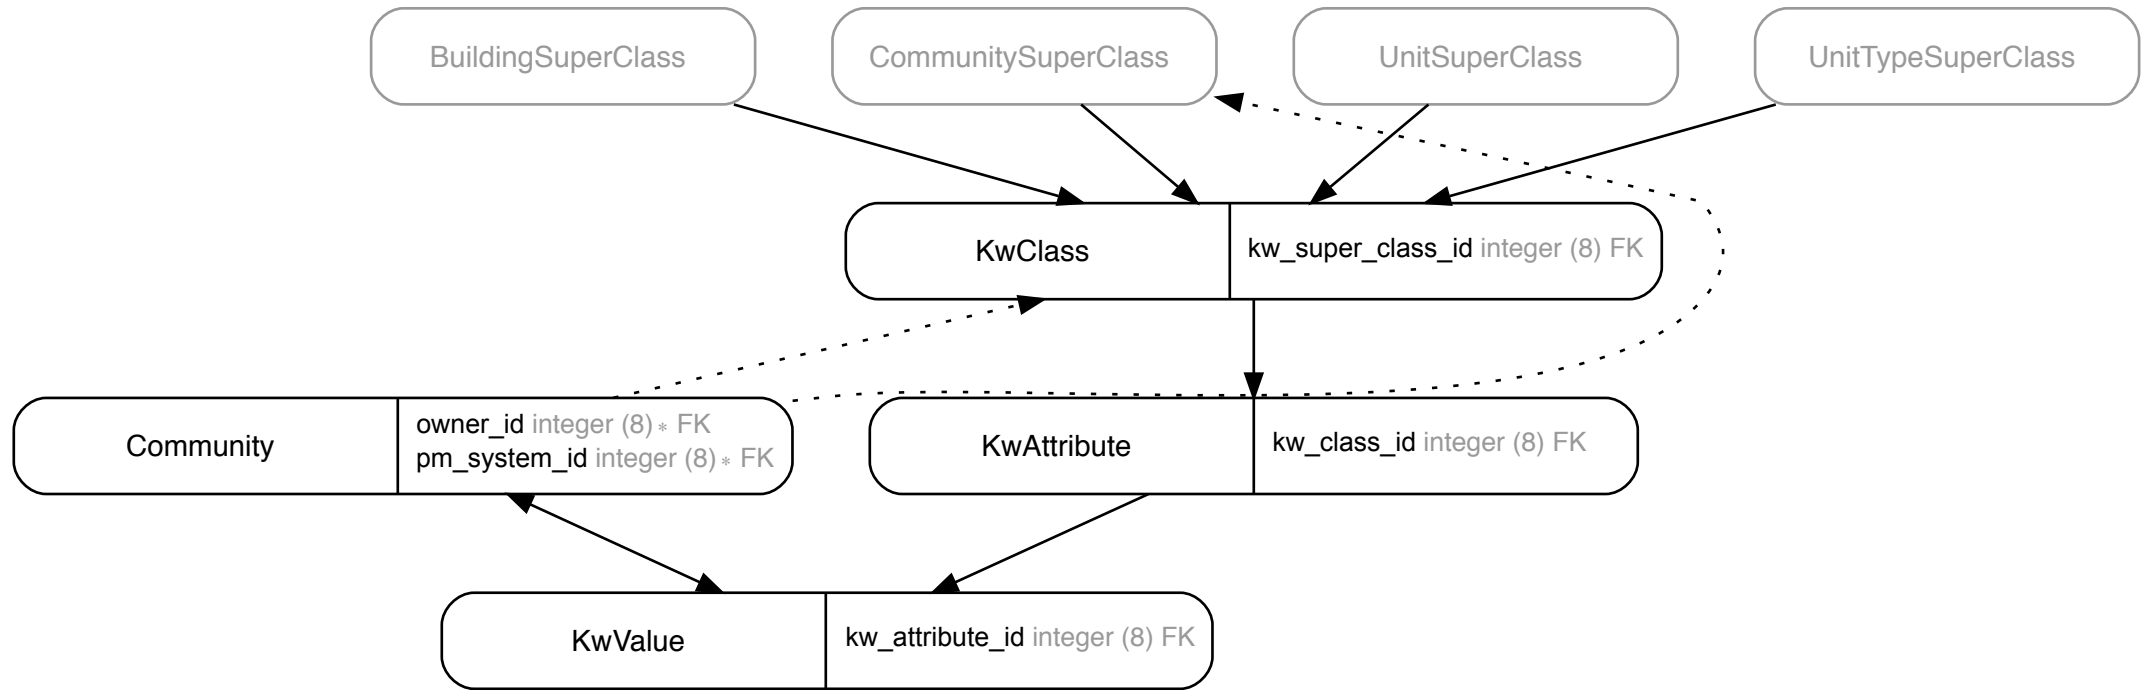 BuildingSuperClass
CommunitySuperClass
UnitSuperClass
UnitTypeSuperClass
KwClass
kw_super_class_id integer (8) FK
Community
owner_id integer (8) * FK
pm_system_id integer (8) * FK
KwAttribute
kw_class_id integer (8) FK
KwValue
kw_attribute_id integer (8) FK